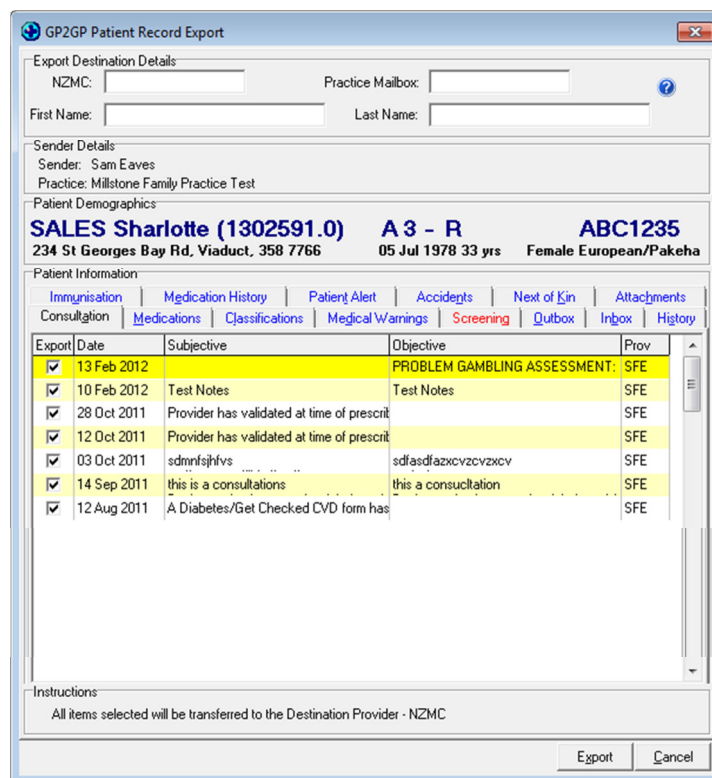 GP2GP Patient Record Export
Export Destination Details
NZMC: Practice Mailbox:
First Name: Last Name:
Sender Details
Sender: Sam Eaves
Practice: Millstone Family Practice Test
Patient Demographics
SALES Sharlotte (1302591.0) A 3 - R ABC1235
234 St Georges Bay Rd, Viaduct, 358 7766 05 Jul 1978 33 yrs Female European/Pakeha
Patient Information
Immunisation Medication History Patient Alert Accidents Next of Kin Attachments
Consultation Medications Classifications Medical Warnings Screening Outbox Inbox History
Export Date Subjective Objective Prov
13 Feb 2012 PROBLEM GAMBLING ASSESSMENT: SFE
10 Feb 2012 Test Notes Test Notes SFE
28 Oct 2011 Provider has validated at time of prescrib SFE
12 Oct 2011 Provider has validated at time of prescrib SFE
03 Oct 2011 sdmnfsjhfvs sdfasdfazxcvzcvzxcv SFE
14 Sep 2011 this is a consultations this a consucltation SFE
12 Aug 2011 A Diabetes/Get Checked CVD form has SFE
Instructions
All items selected will be transferred to the Destination Provider - NZMC
Export Cancel